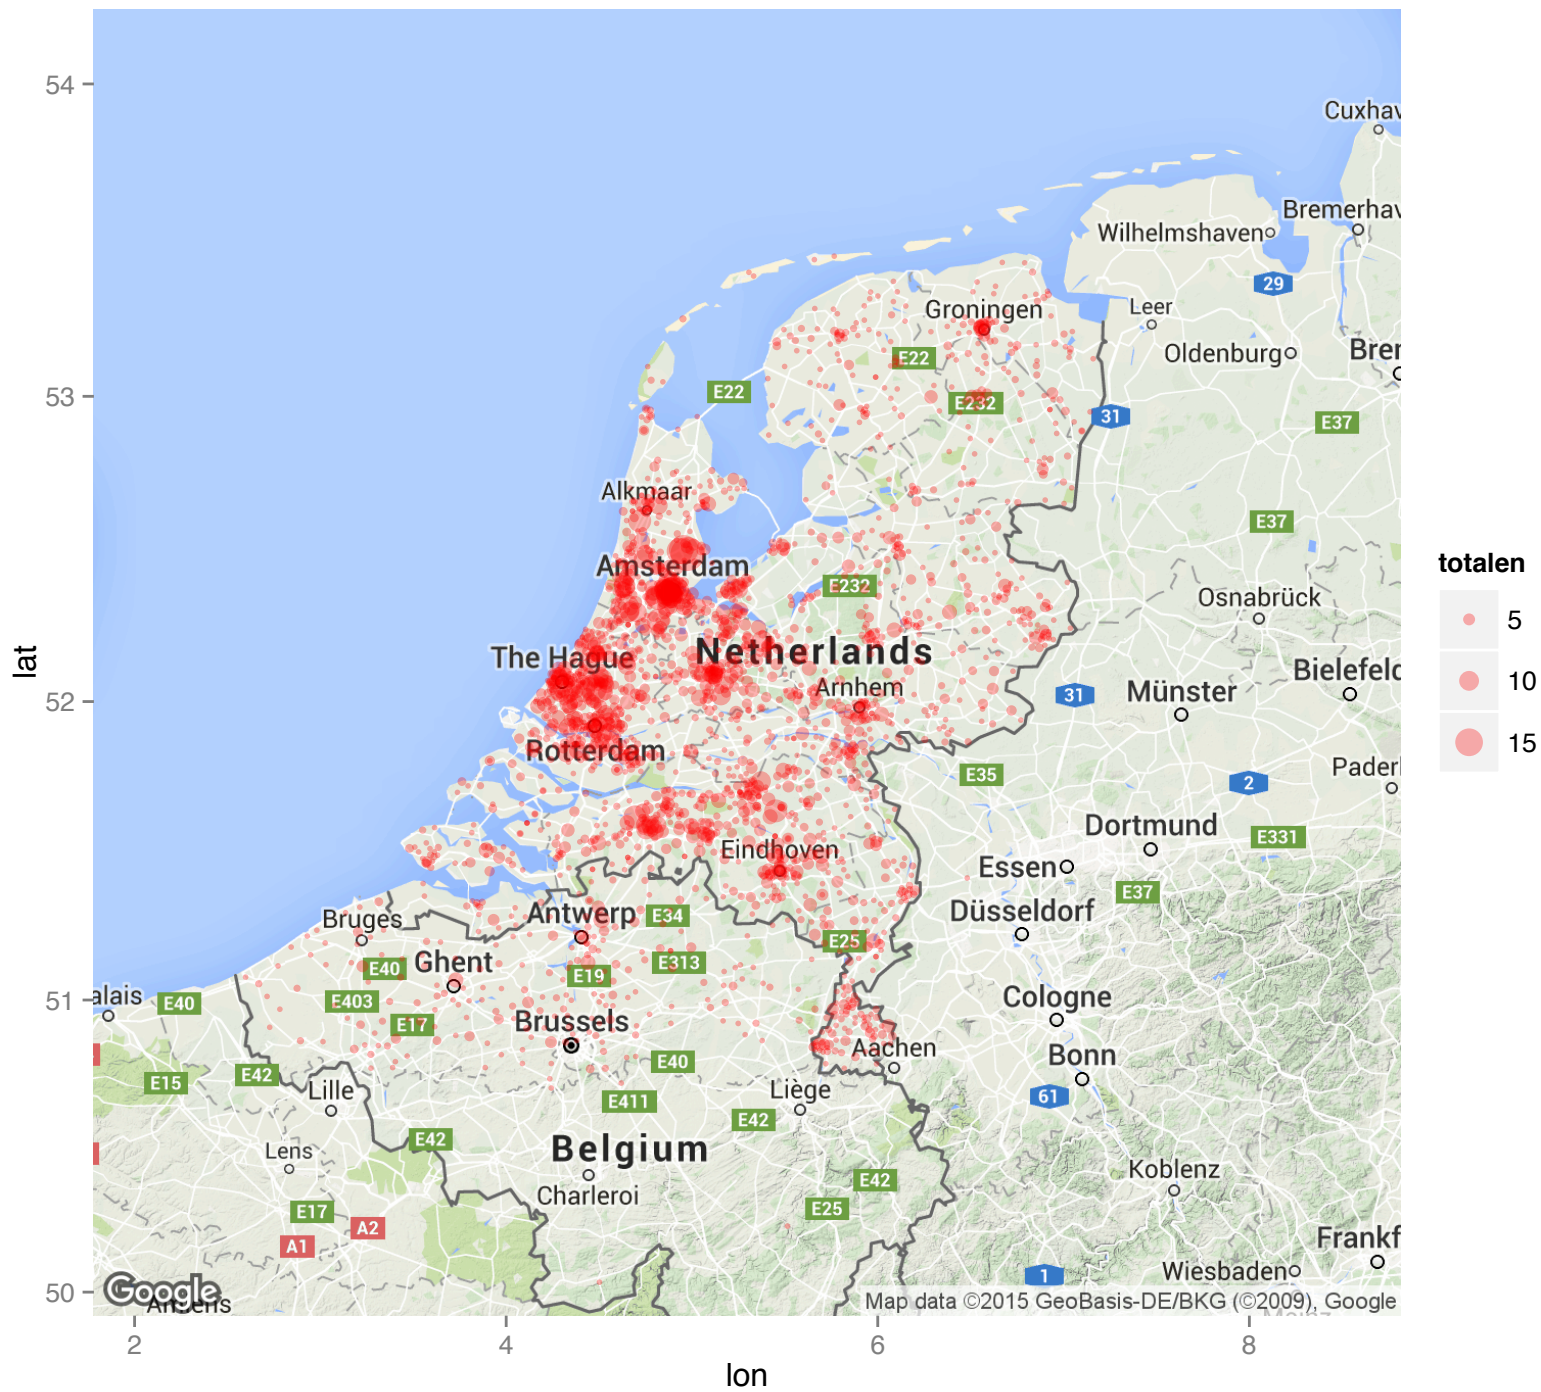 54
Cuxhav
Bremerhav
Wilhelmshaven
29
Groningen
Leer
Oldenburg
Brer
E22
53
E22
E232
31
E37
Alkmaar
E37
Amsterdam
E232
Osnabrück
totalen
5
10
15
lat
The Hague
Netherlands
Bielefelc
52
Arnhem
31
Münster
Rotterdam
E35
2
Paderl
Dortmund
E331
Eindhoven
Essen
E37
Bruges
Antwerp
E34
Düsseldorf
E25
E40
Ghent
E19
E313
51
alais
E40
E403
E17
Brussels
Cologne
Aachen
Bonn
E15
E42
Lille
E40
E411
Liège
61
E42
E42
Lens
Belgium
Koblenz
E17
Charleroi
E42
A2
E25
A1
Frankf
50
Google
1
Wiesbaden
Map data ©2015 GeoBasis-DE/BKG (©2009), Google
2
4
6
8
lon